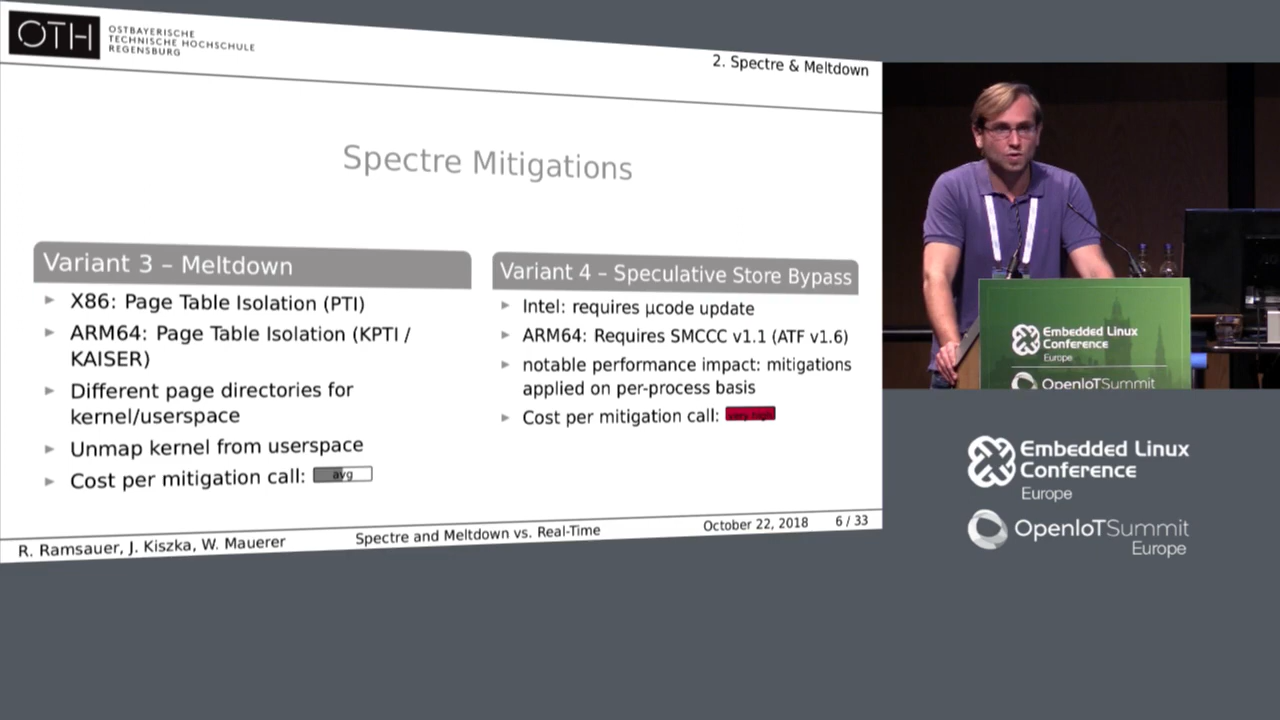 OTH
OSTBAYERISCHE
TECHNISCHE HOCHSCHULE
REGENSBURG
2. Spectre & Meltdown
Spectre Mitigations
Variant 3 – Meltdown
X86: Page Table Isolation (PTI)
ARM64: Page Table Isolation (KPTI /
KAISER)
Different page directories for
kernel/userspace
Unmap kernel from userspace
Cost per mitigation call: avg
Variant 4 – Speculative Store Bypass
Intel: requires µcode update
ARM64: Requires SMCCC v1.1 (ATF v1.6)
notable performance impact: mitigations
applied on per-process basis
Cost per mitigation call: very high
R. Ramsauer, J. Kiszka, W. Mauerer
Spectre and Meltdown vs. Real-Time
October 22, 2018
6 / 33
Embedded Linux
Conference
Europe
OpenIoTSummit
Embedded Linux
Conference
Europe
OpenIoTSummit
Europe